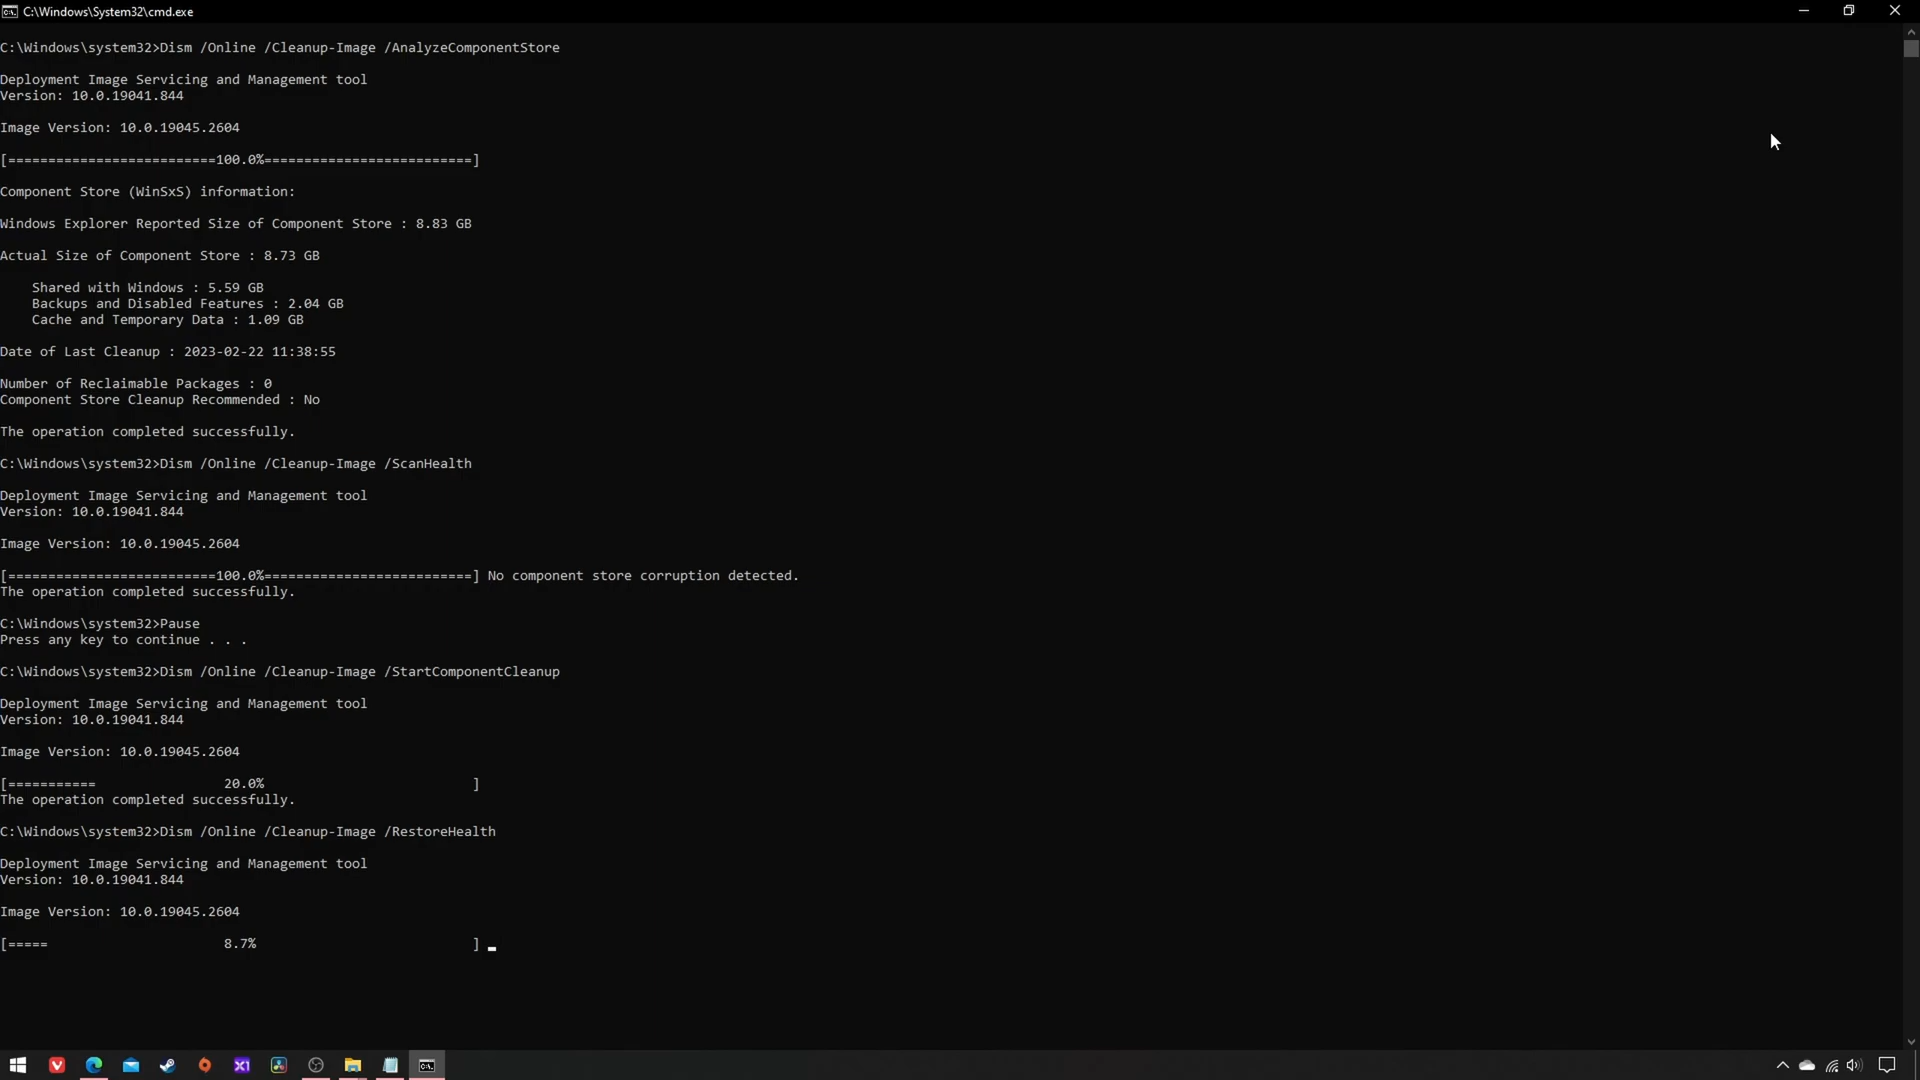 C:\Windows\System32\cmd.exe
C:\Windows\system32>Dism /Online /Cleanup-Image /AnalyzeComponentStore
Deployment Image Servicing and Management tool
Version: 10.0.19041.844
Image Version: 10.0.19045.2604
[==========================100.0%==========================]
Component Store (WinSxS) information:
Windows Explorer Reported Size of Component Store : 8.83 GB
Actual Size of Component Store : 8.73 GB
Shared with Windows : 5.59 GB
Backups and Disabled Features : 2.04 GB
Cache and Temporary Data : 1.09 GB
Date of Last Cleanup : 2023-02-22 11:38:55
Number of Reclaimable Packages : 0
Component Store Cleanup Recommended : No
The operation completed successfully.
C:\Windows\system32>Dism /Online /Cleanup-Image /ScanHealth
Deployment Image Servicing and Management tool
Version: 10.0.19041.844
Image Version: 10.0.19045.2604
[==========================100.0%==========================] No component store corruption detected.
The operation completed successfully.
C:\Windows\system32>Pause
Press any key to continue . . .
C:\Windows\system32>Dism /Online /Cleanup-Image /StartComponentCleanup
Deployment Image Servicing and Management tool
Version: 10.0.19041.844
Image Version: 10.0.19045.2604
[===========                20.0%                          ]
The operation completed successfully.
C:\Windows\system32>Dism /Online /Cleanup-Image /RestoreHealth
Deployment Image Servicing and Management tool
Version: 10.0.19041.844
Image Version: 10.0.19045.2604
[=====                      8.7%                           ]
X1